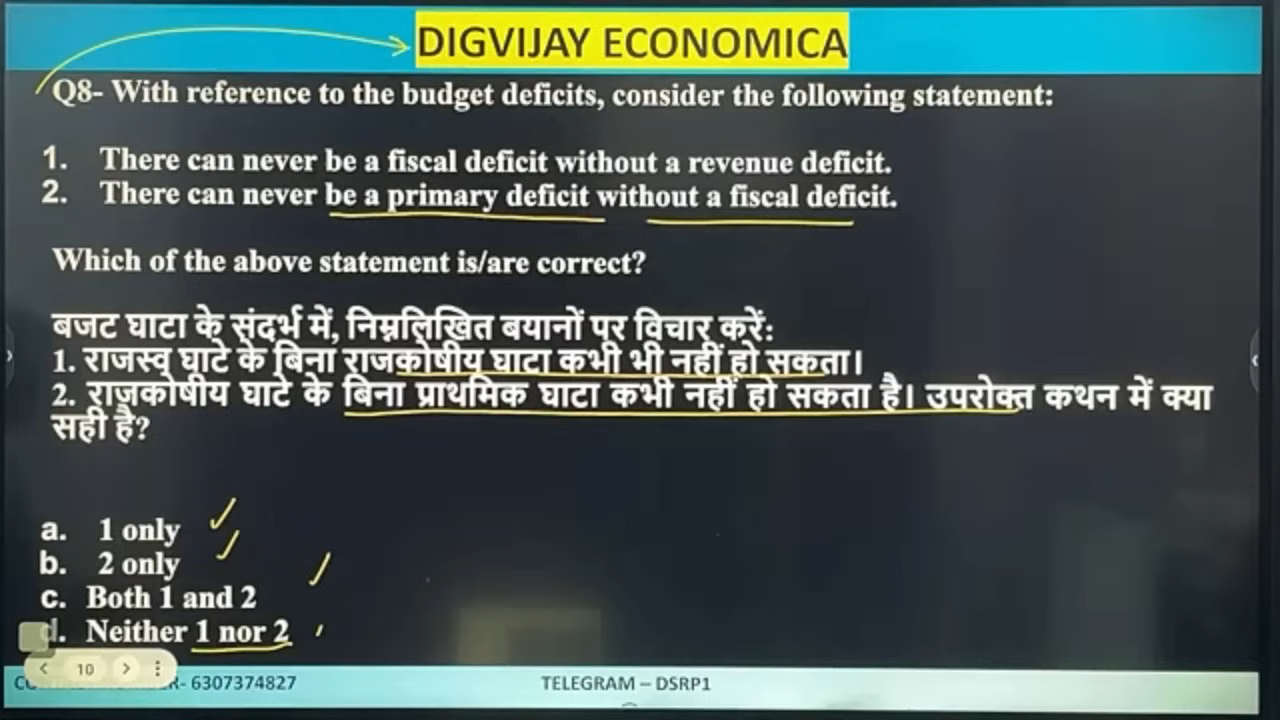 DIGVIJAY ECONOMICA
Q8- With reference to the budget deficits, consider the following statement:
1. There can never be a fiscal deficit without a revenue deficit.
2. There can never be a primary deficit without a fiscal deficit.
Which of the above statement is/are correct?
बजट घाटा के संदर्भ में, निम्नलिखित बयानों पर विचार करें:
1. राजस्व घाटे के बिना राजकोषीय घाटा कभी भी नहीं हो सकता।
2. राजकोषीय घाटे के बिना प्राथमिक घाटा कभी नहीं हो सकता है। उपरोक्त कथन में क्या
सही है?
a. 1 only
b. 2 only
c. Both 1 and 2
d. Neither 1 nor 2
10
R- 6307374827
TELEGRAM – DSRP1